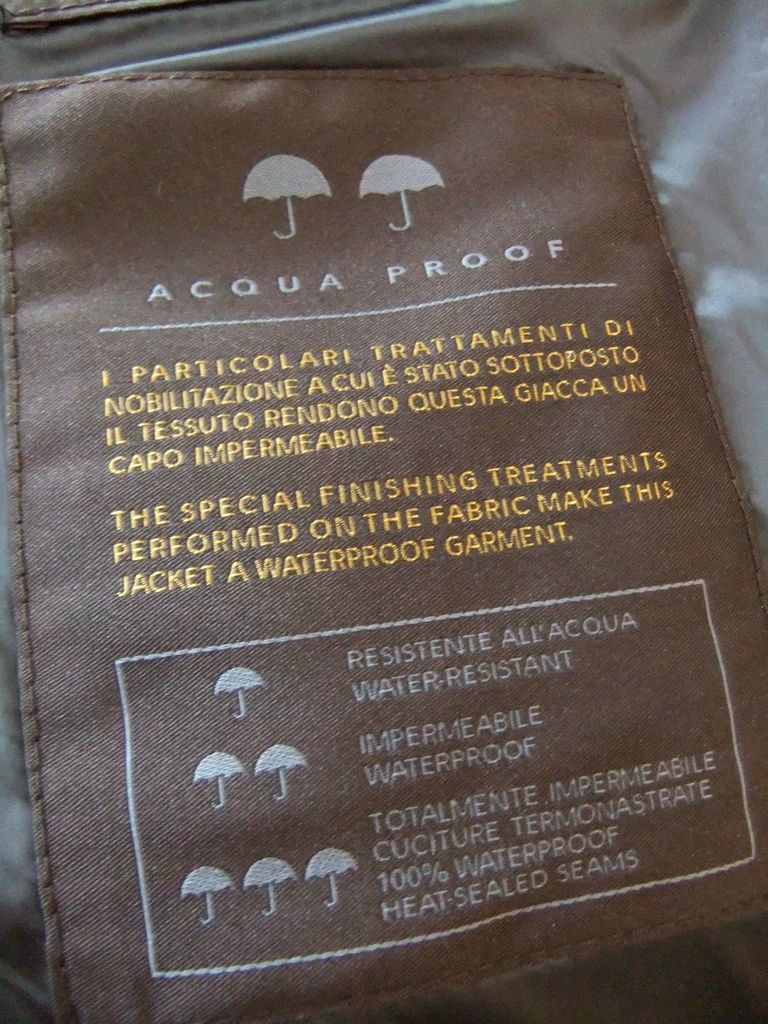 ACQUA PROOF
I PARTICOLARI TRATTAMENTI DI
NOBILITAZIONE A CUI È STATO SOTTOPOSTO
IL TESSUTO RENDONO QUESTA GIACCA UN
CAPO IMPERMEABILE.
THE SPECIAL FINISHING TREATMENTS
PERFORMED ON THE FABRIC MAKE THIS
JACKET A WATERPROOF GARMENT.
RESISTENTE ALL'ACQUA
WATER-RESISTANT
IMPERMEABILE
WATERPROOF
TOTALMENTE IMPERMEABILE
CUCITURE TERMONASTRATE
100% WATERPROOF
HEAT-SEALED SEAMS